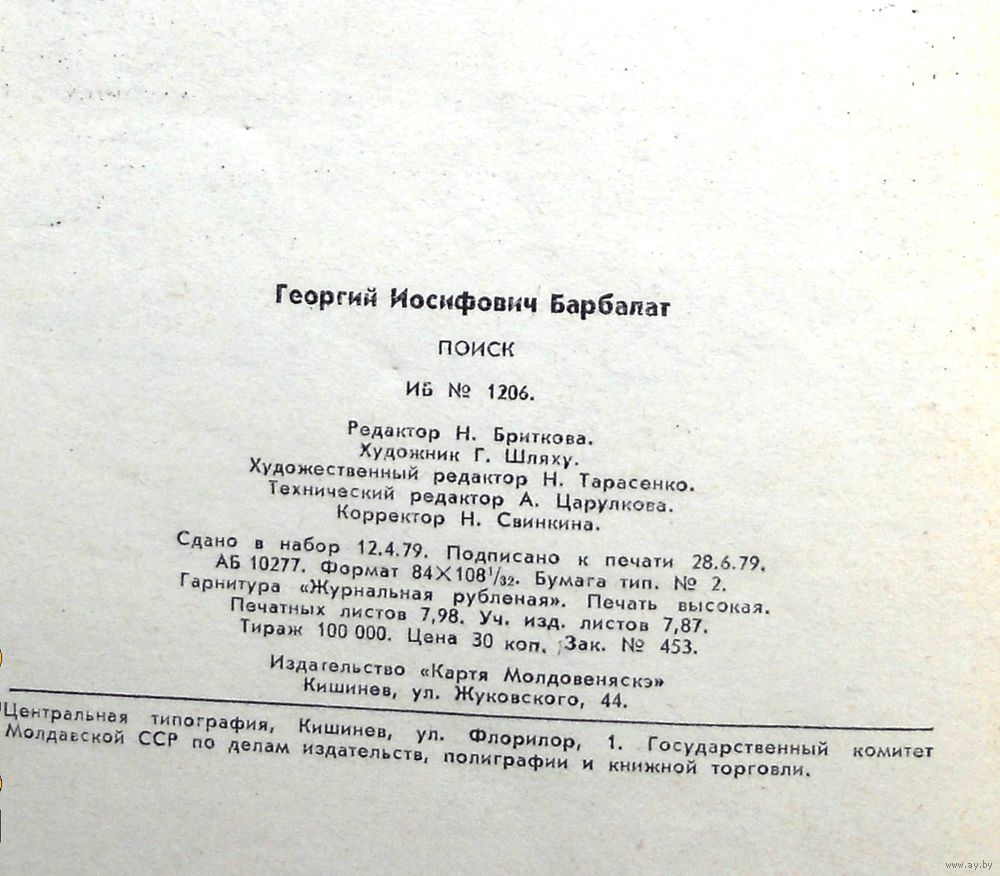 Георгий Иосифович Барбалат
ПОИСК
ИБ № 1206.
Редактор Н. Бриткова.
Художник Г. Шляху.
Художественный редактор Н. Тарасенко.
Технический редактор А. Царулкова.
Корректор Н. Свинкина.
Сдано в набор 12.4.79. Подписано к печати 28.6.79.
АБ 10277. Формат 84×108¹/₃₂. Бумага тип. № 2.
Гарнитура «Журнальная рубленая». Печать высокая.
Печатных листов 7,98. Уч. изд. листов 7,87.
Тираж 100 000. Цена 30 коп. Зак. № 453.
Издательство «Картя Молдовеняскэ»
Кишинев, ул. Жуковского, 44.
Центральная типография, Кишинев, ул. Флорилор, 1. Государственный комитет
Молдавской ССР по делам издательств, полиграфии и книжной торговли.
www.ay.by